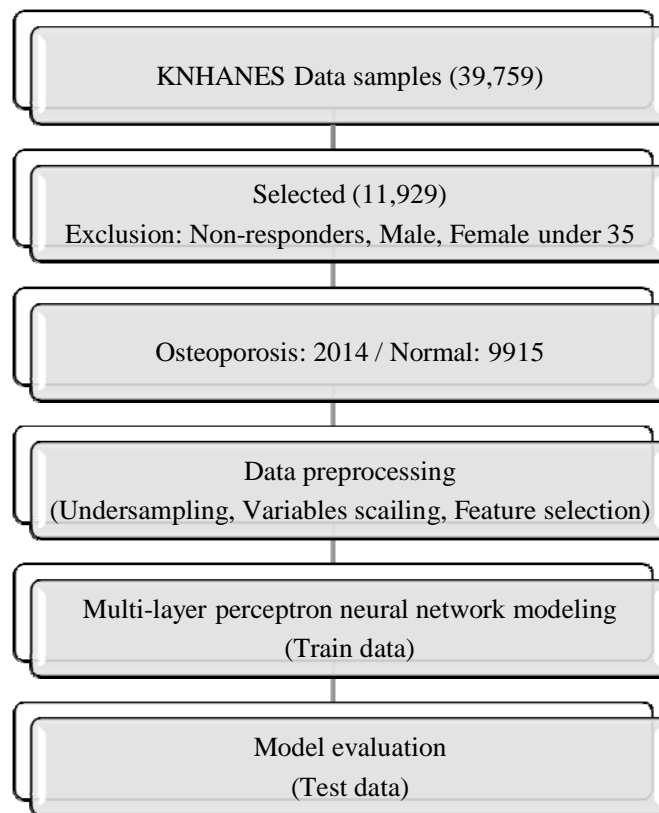 KNHANES Data samples (39,759)
Selected (11,929)
Exclusion: Non-responders, Male, Female under 35
Osteoporosis: 2014 / Normal: 9915
Data preprocessing
(Undersampling, Variables scailing, Feature selection)
Multi-layer perceptron neural network modeling
(Train data)
Model evaluation
(Test data)